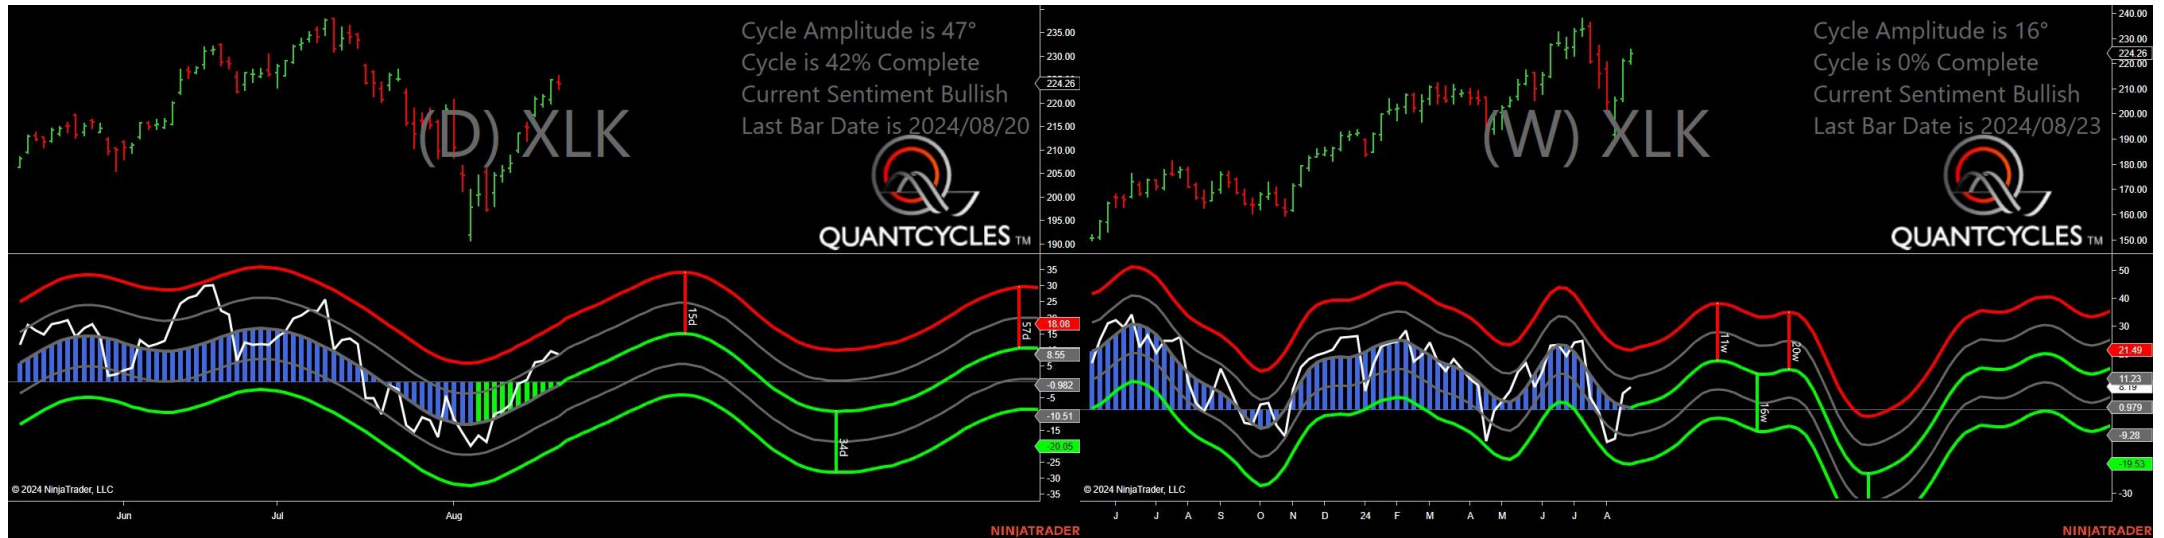 Cycle Amplitude is 47°
Cycle is 42% Complete
Current Sentiment Bullish
Last Bar Date is 2024/08/20
(D) XLK
QUANTCYCLES TM
235.00
230.00
224.26
220.00
215.00
210.00
205.00
200.00
195.00
190.00
35
30
25
20
18.08
15
8.55
5
-0.982
-5
-10.51
-15
-20.05
-25
-30
-35
15d
34d
57d
© 2024 NinjaTrader, LLC
Jun Jul Aug
NINJATRADER
Cycle Amplitude is 16°
Cycle is 0% Complete
Current Sentiment Bullish
Last Bar Date is 2024/08/23
(W) XLK
QUANTCYCLES TM
240.00
230.00
224.26
220.00
210.00
200.00
190.00
180.00
170.00
160.00
150.00
50
40
30
21.49
11.23
8.19
0.979
-9.28
-19.53
-30
11w
16w
20w
© 2024 NinjaTrader, LLC
J J A S O N D 24 F M A M J J A
NINJATRADER